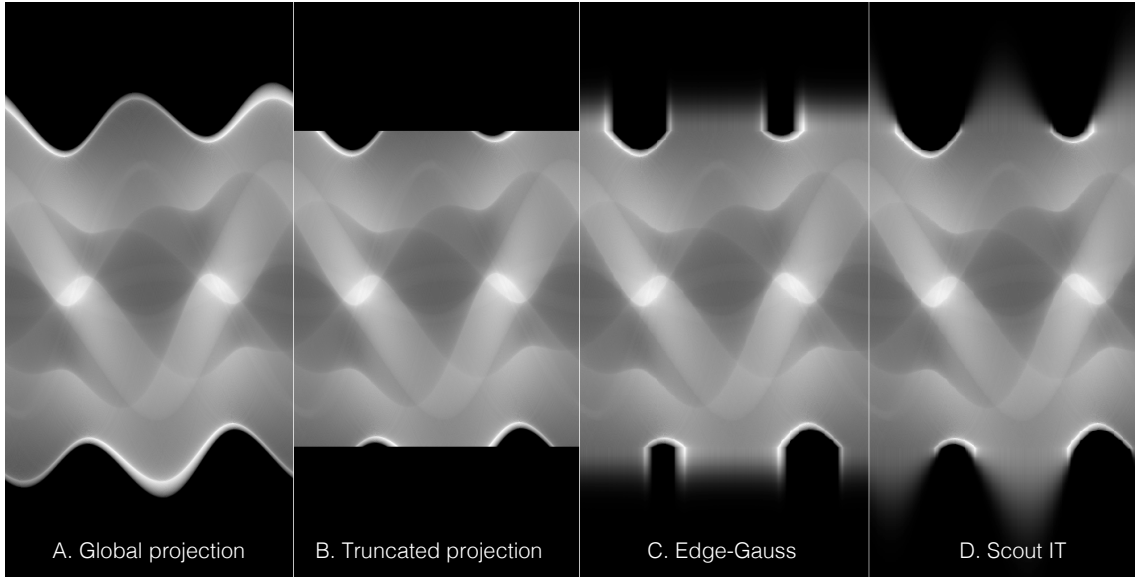 A. Global projection
B. Truncated projection
C. Edge-Gauss
D. Scout IT